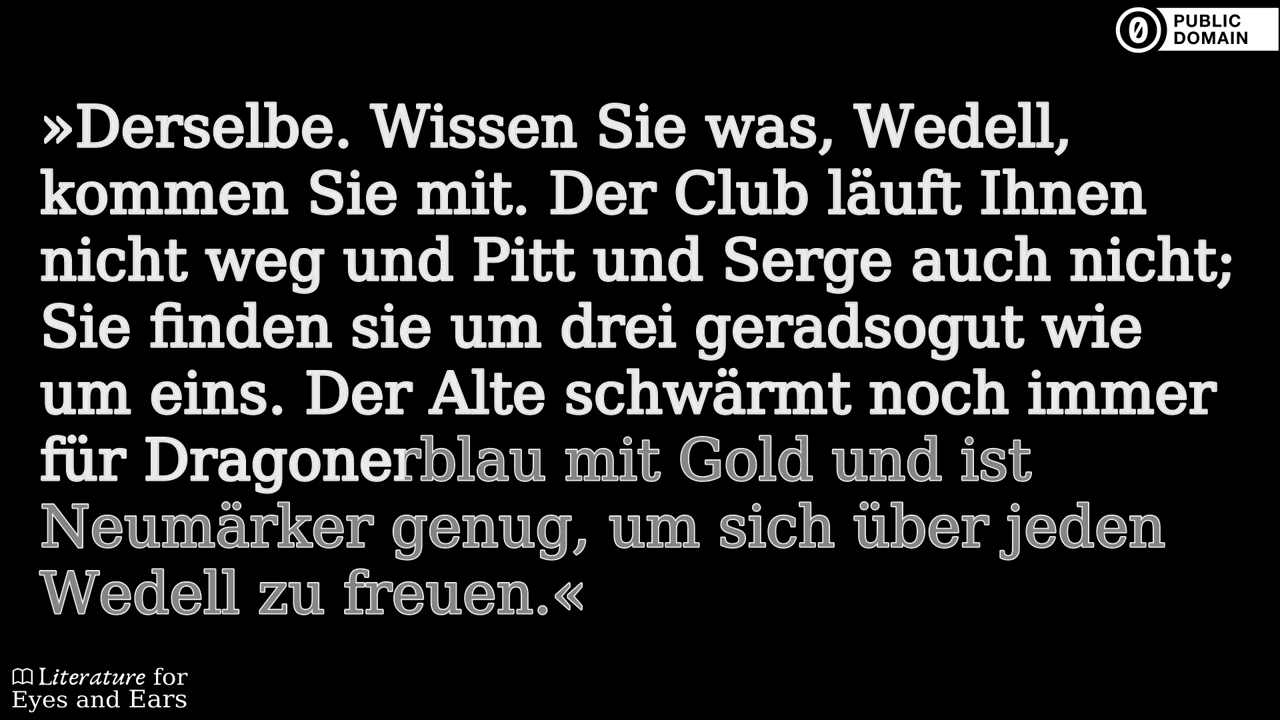 PUBLIC
DOMAIN
»Derselbe. Wissen Sie was, Wedell,
kommen Sie mit. Der Club läuft Ihnen
nicht weg und Pitt und Serge auch nicht;
Sie finden sie um drei geradsogut wie
um eins. Der Alte schwärmt noch immer
für Dragonerblau mit Gold und ist
Neumärker genug, um sich über jeden
Wedell zu freuen.«
Literature for
Eyes and Ears